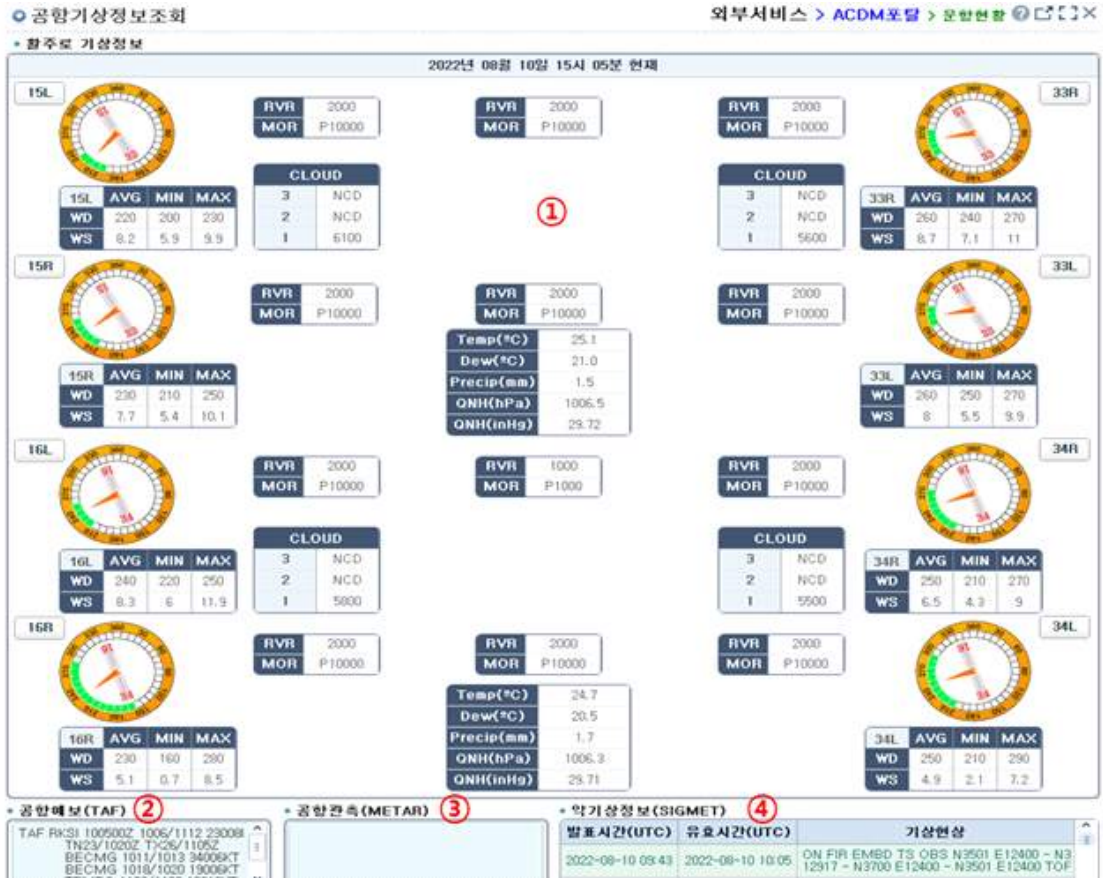 공항기상정보조회
외부서비스 > ACDM포탈 > 운항현황
활주로 기상정보
2022년 08월 10일 15시 05분 현재
15L
RVR 2000
MOR P10000
RVR 2000
MOR P10000
RVR 2000
MOR P10000
33R
CLOUD
3 NCD
2 NCD
1 6100
①
CLOUD
3 NCD
2 NCD
1 5600
15L AVG MIN MAX
WD 220 200 230
WS 8.2 5.9 9.9
33R AVG MIN MAX
WD 260 240 270
WS 8.7 7.1 11
15R
RVR 2000
MOR P10000
RVR 2000
MOR P10000
RVR 2000
MOR P10000
33L
Temp(ºC) 25.1
Dew(ºC) 21.0
Precip(mm) 1.5
QNH(hPa) 1006.5
QNH(inHg) 29.72
15R AVG MIN MAX
WD 230 210 250
WS 7.7 5.4 10.1
33L AVG MIN MAX
WD 260 250 270
WS 8 5.5 9.9
16L
RVR 2000
MOR P10000
RVR 1000
MOR P1000
RVR 2000
MOR P10000
34R
CLOUD
3 NCD
2 NCD
1 5800
CLOUD
3 NCD
2 NCD
1 5500
16L AVG MIN MAX
WD 240 220 250
WS 8.3 6 11.9
34R AVG MIN MAX
WD 250 210 270
WS 6.5 4.3 9
16R
RVR 2000
MOR P10000
RVR 2000
MOR P10000
RVR 2000
MOR P10000
34L
Temp(ºC) 24.7
Dew(ºC) 20.5
Precip(mm) 1.7
QNH(hPa) 1006.3
QNH(inHg) 29.71
16R AVG MIN MAX
WD 230 160 280
WS 5.1 0.7 8.5
34L AVG MIN MAX
WD 250 210 290
WS 4.9 2.1 7.2
공항예보(TAF) ②
공항관측(METAR) ③
악기상정보(SIGMET) ④
TAF RKSI 100500Z 1006/1112 23008
TN23/1020Z TX26/1105Z
BECMG 1011/1013 34006KT
BECMG 1018/1020 19006KT
발표시간(UTC) 유효시간(UTC) 기상현상
2022-08-10 09:43 2022-08-10 10:05 ON FIR EMBD TS OBS N3501 E12400 - N3
12917 - N3700 E12400 - N3501 E12400 TOF